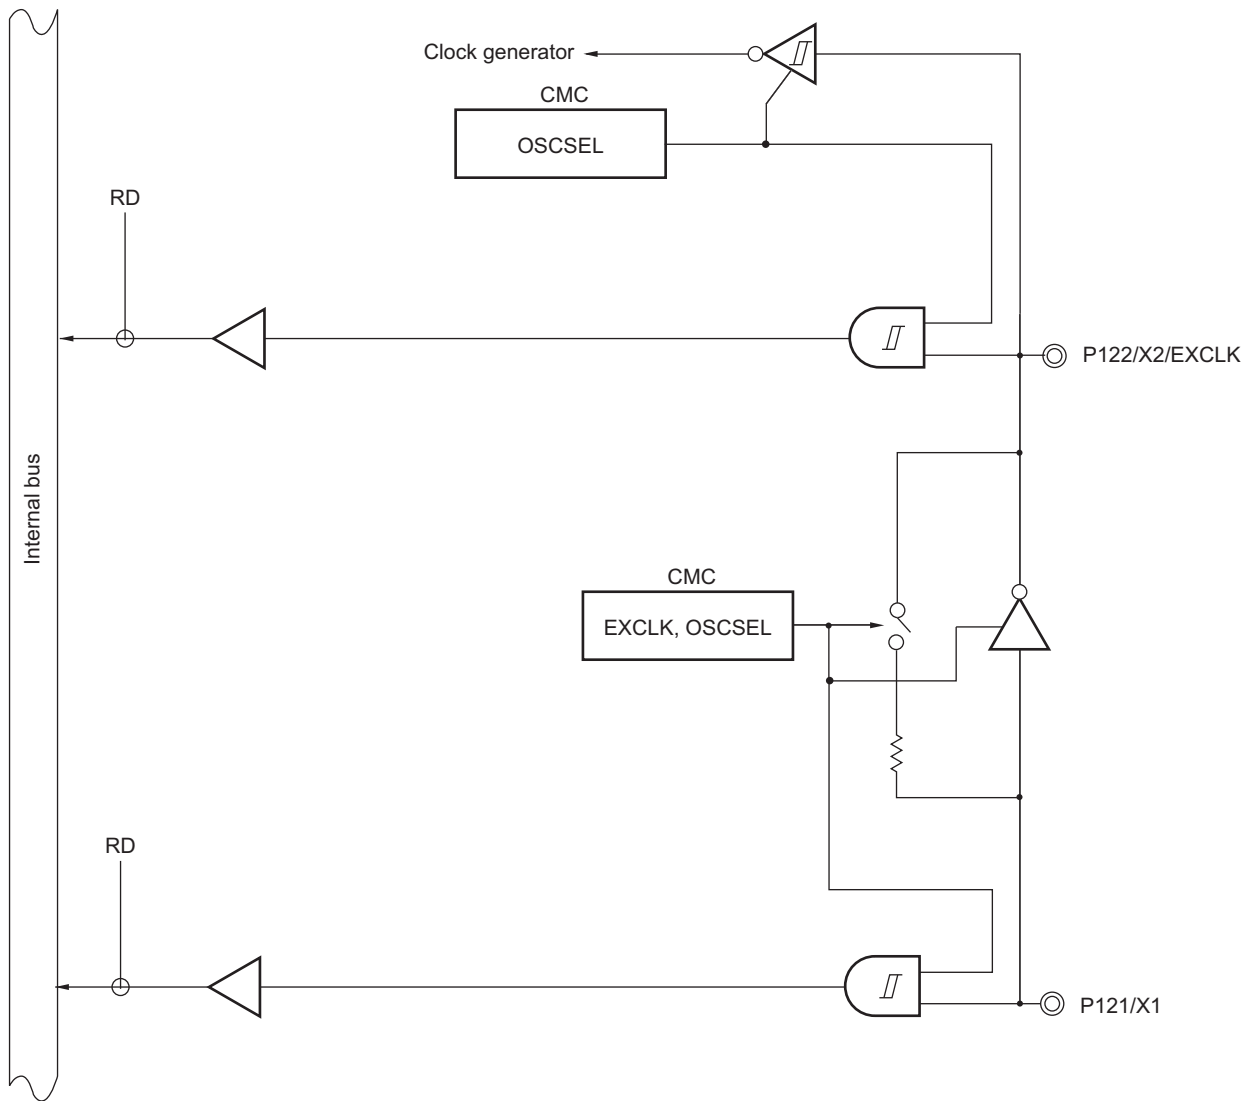 Clock generator
CMC
OSCSEL
RD
P122/X2/EXCLK
Internal bus
CMC
EXCLK, OSCSEL
RD
P121/X1